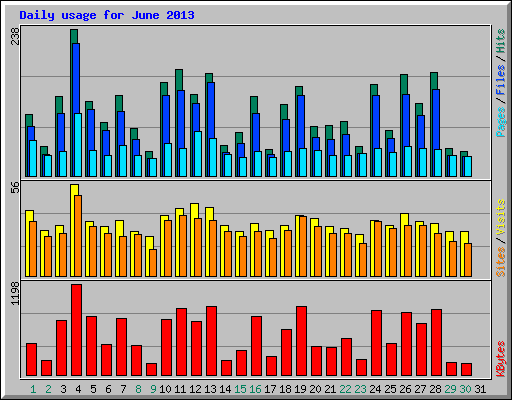 Daily usage for June 2013
238
Pages/Files/Hits
56
Sites/Visits
1198
KBytes
1 2 3 4 5 6 7 8 9 10 11 12 13 14 15 16 17 18 19 20 21 22 23 24 25 26 27 28 29 30 31